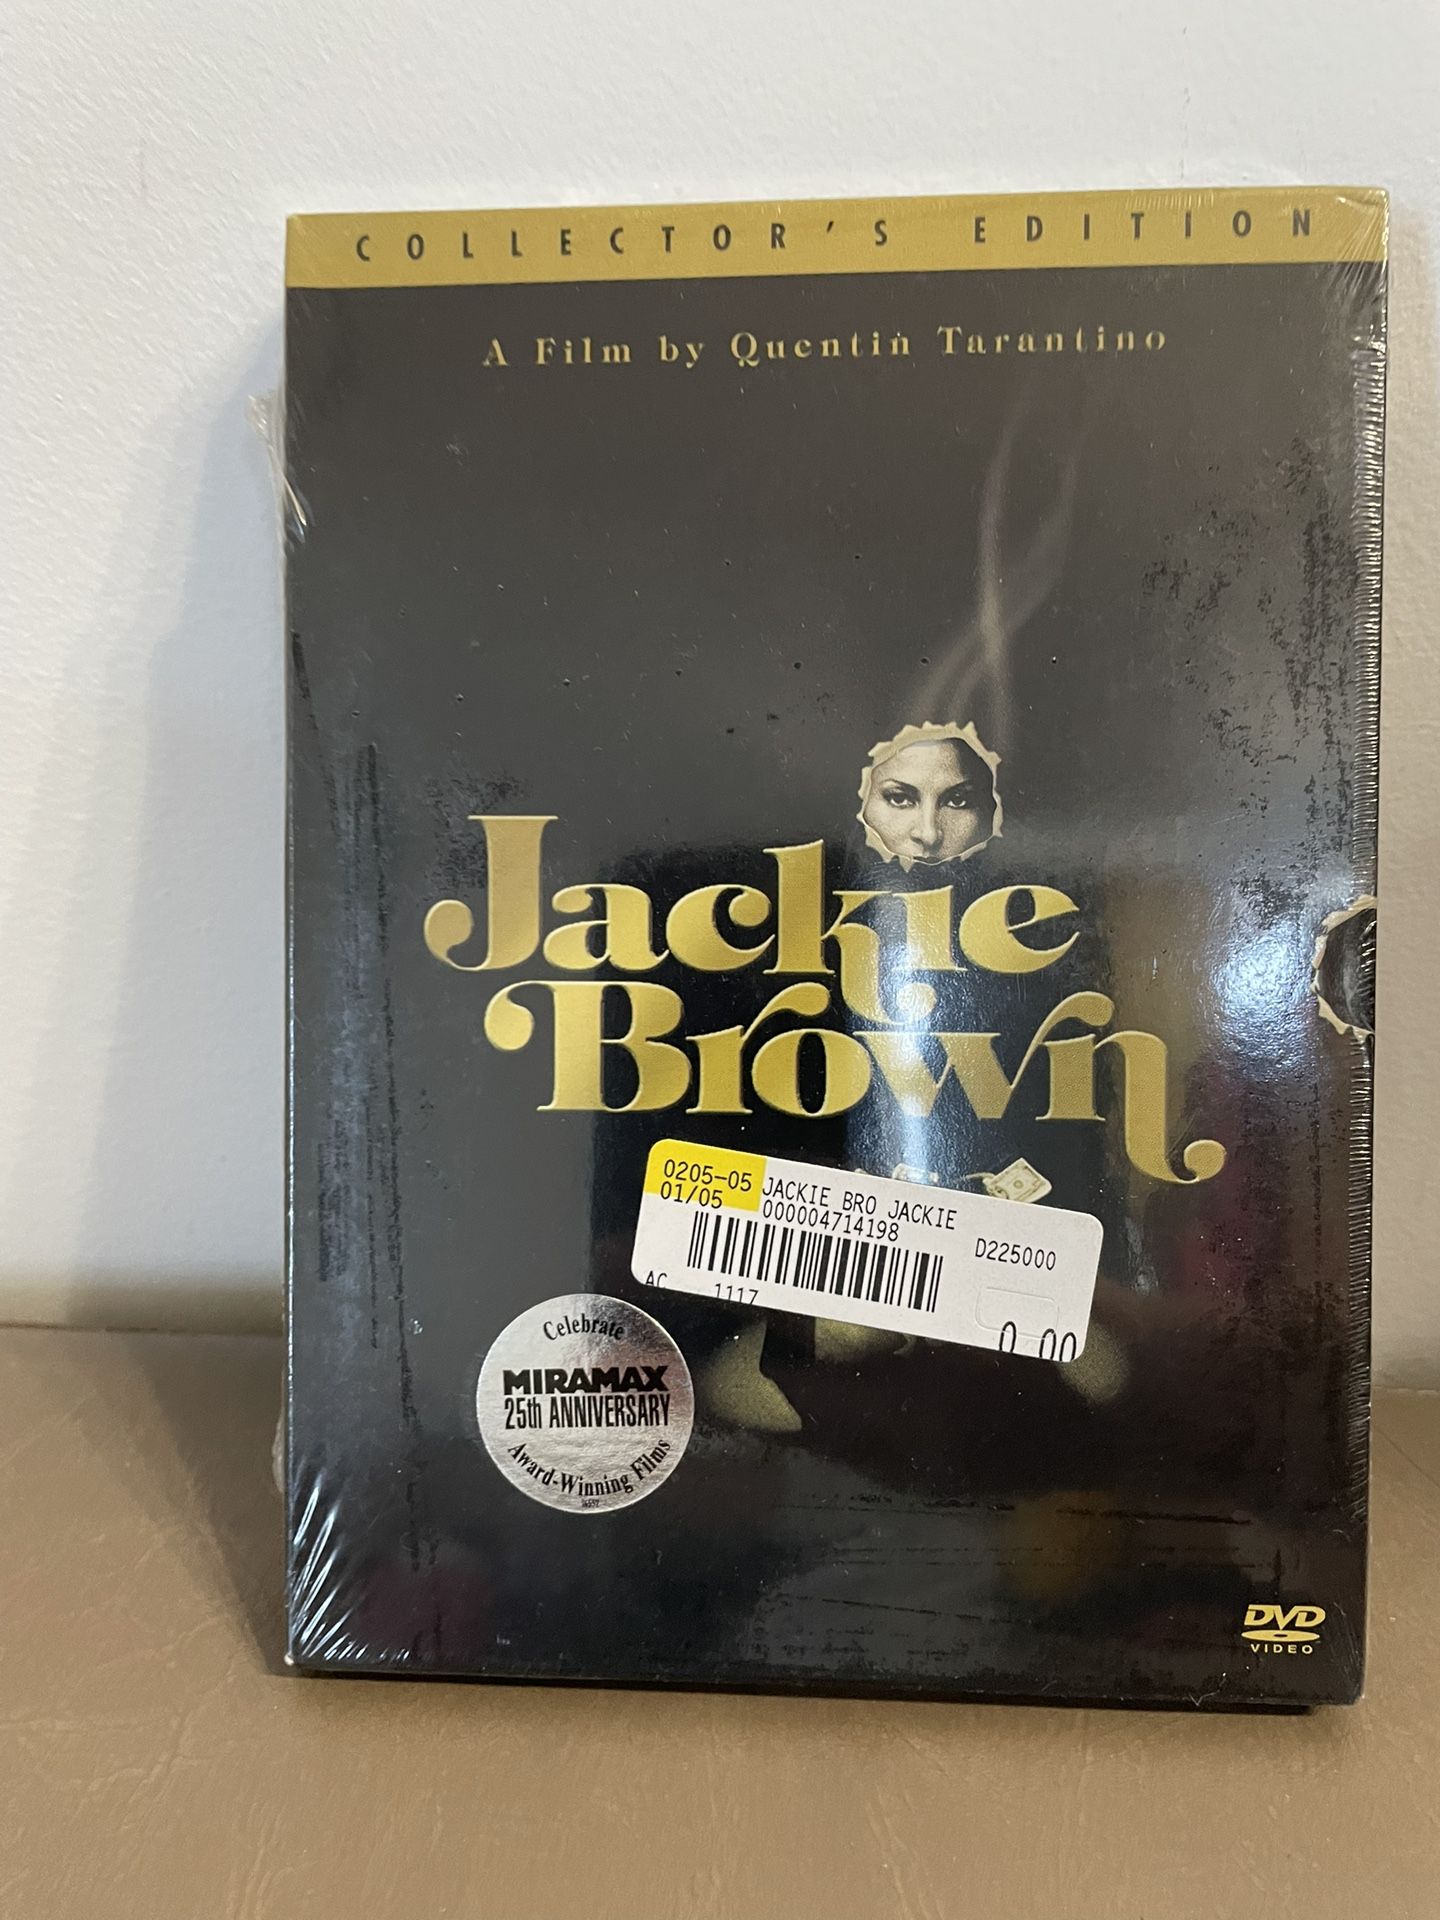 COLLECTOR'S EDITION
A Film by Quentin Tarantino
Jackie
Brown
0205-05
01/05
JACKIE BRO JACKIE
000004714198
D225000
AC 1117
0.00
Celebrate
MIRAMAX
25th ANNIVERSARY
Award-Winning Films
DVD
VIDEO